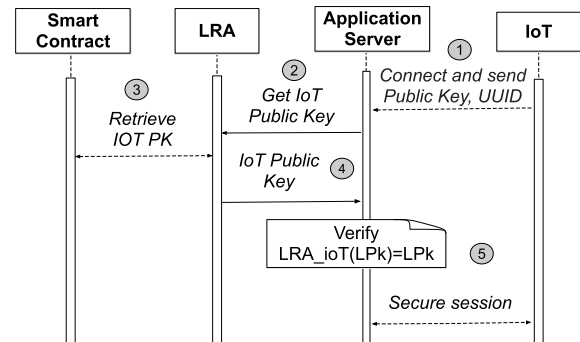 Smart
Contract
LRA
Application
Server
IoT
1
Connect and send
Public Key, UUID
2
Get IoT
Public Key
3
Retrieve
IOT PK
IoT Public
Key
4
Verify
LRA_ioT(LPk)=LPk
5
Secure session